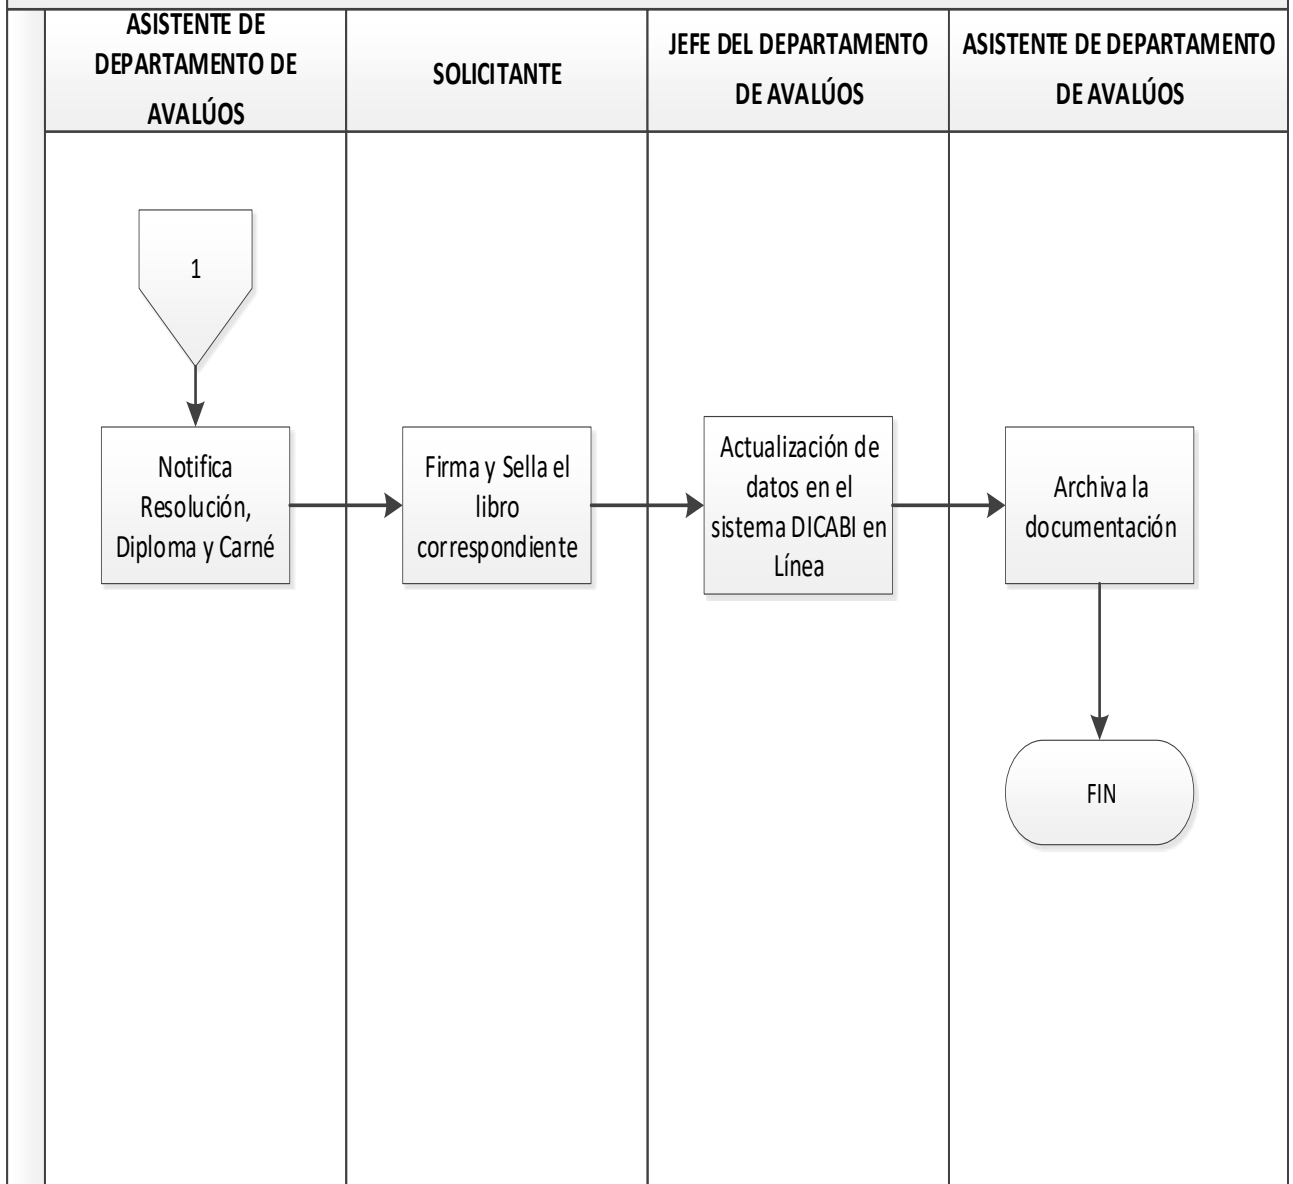 ASISTENTE DE
DEPARTAMENTO DE
AVALÚOS
SOLICITANTE
JEFE DEL DEPARTAMENTO
DE AVALÚOS
ASISTENTE DE DEPARTAMENTO
DE AVALÚOS
1
Notifica
Resolución,
Diploma y Carné
Firma y Sella el
libro
correspondiente
Actualización de
datos en el
sistema DICABI en
Línea
Archiva la
documentación
FIN